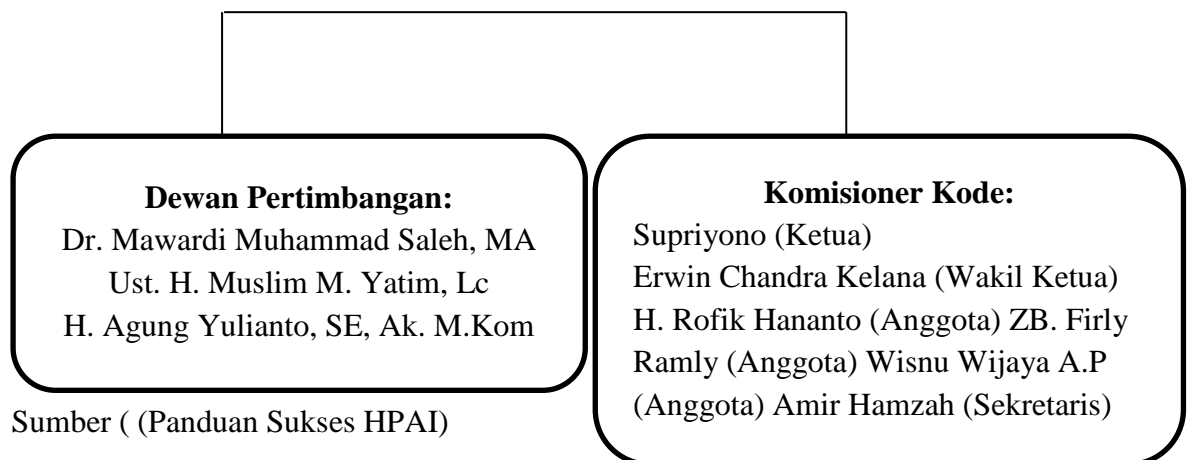 Dewan Pertimbangan:
Dr. Mawardi Muhammad Saleh, MA
Ust. H. Muslim M. Yatim, Lc
H. Agung Yulianto, SE, Ak. M.Kom
Komisioner Kode:
Supriyono (Ketua)
Erwin Chandra Kelana (Wakil Ketua)
H. Rofik Hananto (Anggota) ZB. Firly
Ramly (Anggota) Wisnu Wijaya A.P
(Anggota) Amir Hamzah (Sekretaris)
Sumber ( (Panduan Sukses HPAI)